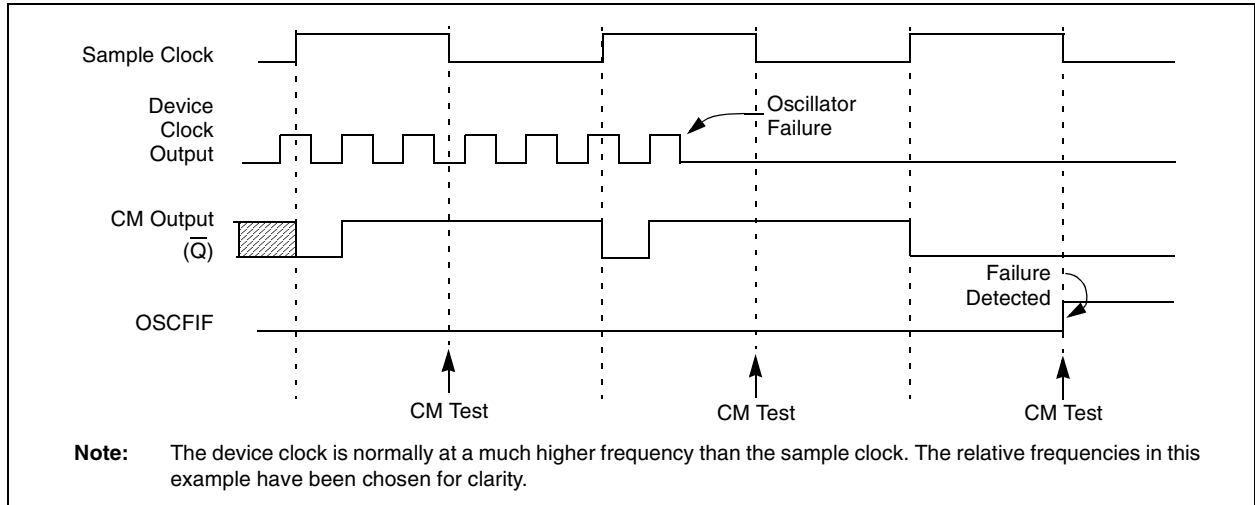 Sample Clock
Device
Clock
Output
Oscillator
Failure
CM Output
(Q̅)
Failure
Detected
OSCFIF
CM Test
CM Test
CM Test
Note: The device clock is normally at a much higher frequency than the sample clock. The relative frequencies in this
example have been chosen for clarity.